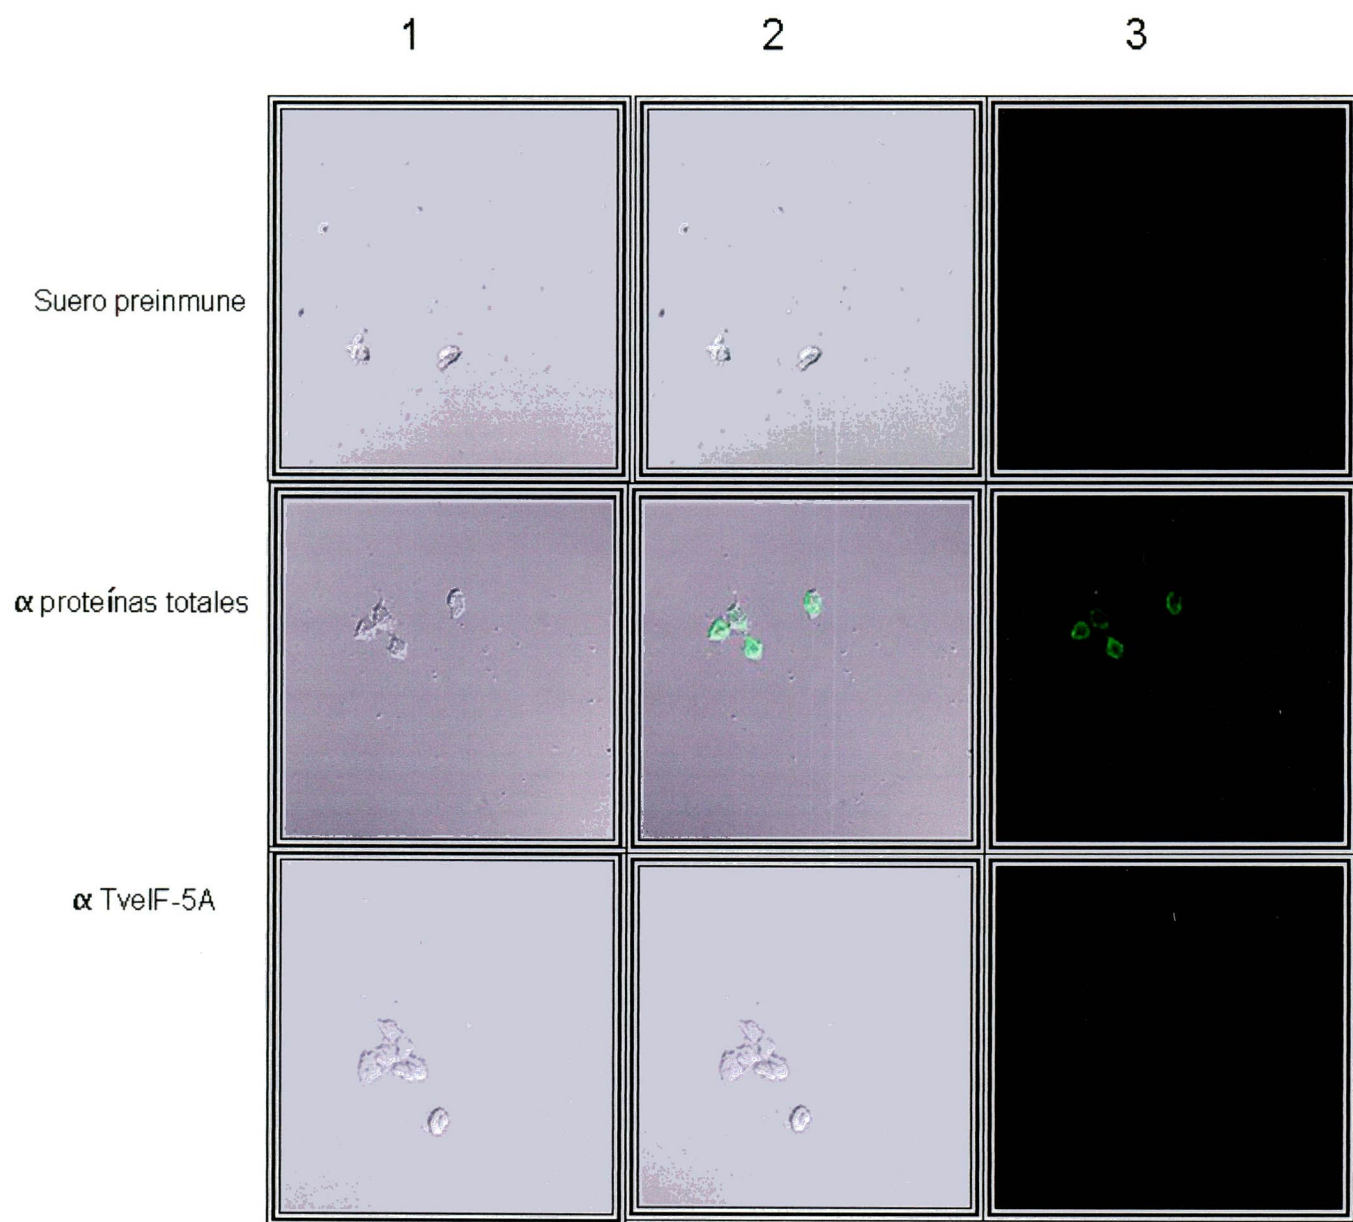 1 2 3
Suero preinmune
α proteínas totales
α TveIF-5A